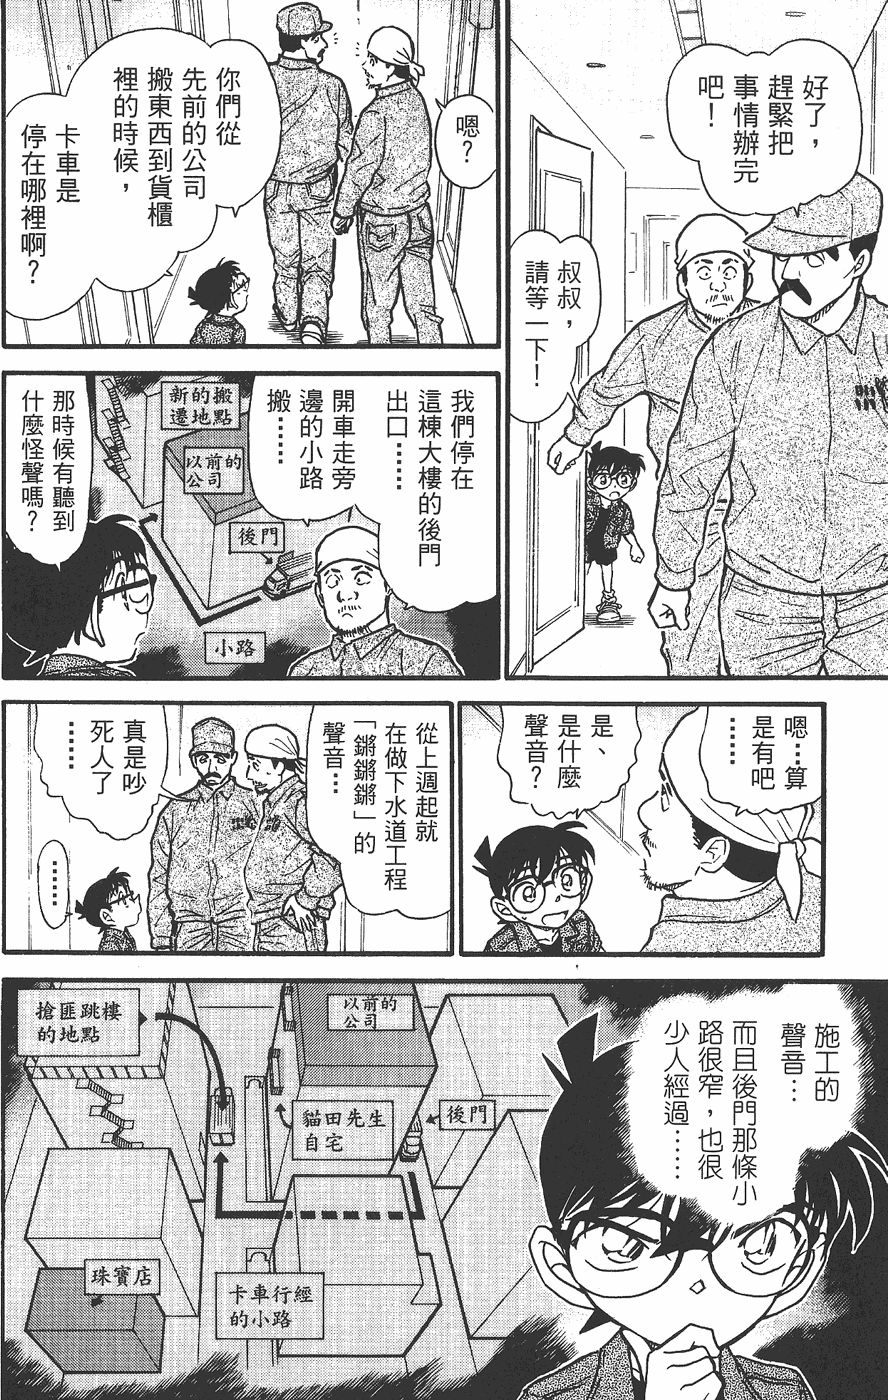 好了，
趕緊把
事情辦完
吧！
叔叔，
請等一下！
嗯？
你們從
先前的公司
搬東西到貨櫃
裡的時候，
卡車是
停在哪裡啊？
我們停在
這棟大樓的後門
出口……
開車走旁
邊的小路
搬……
新的搬
遷地點
以前的
公司
後門
小路
那時候有聽到
什麼怪聲嗎？
嗯…算
是有吧
……
是、
是什麼
聲音？
從上週起就
在做下水道工程
「鏘鏘鏘」的
聲音…
真是吵
死人了
……
……
施工的
聲音…
而且後門那條小
路很窄，也很
少人經過……
搶匪跳樓
的地點
以前的
公司
貓田先生
自宅
後門
珠寶店
卡車行經
的小路